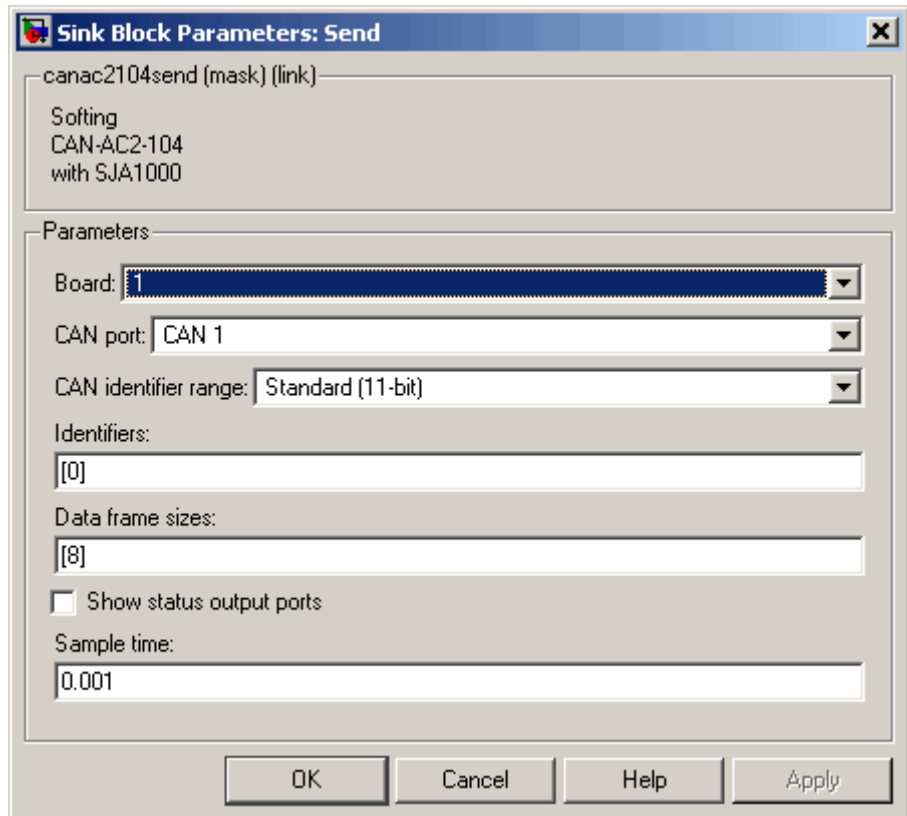 Sink Block Parameters: Send
canac2104send (mask) (link)
Softing
CAN-AC2-104
with SJA1000
Parameters
Board: 1
CAN port: CAN 1
CAN identifier range: Standard (11-bit)
Identifiers:
[0]
Data frame sizes:
[8]
Show status output ports
Sample time:
0.001
OK Cancel Help Apply